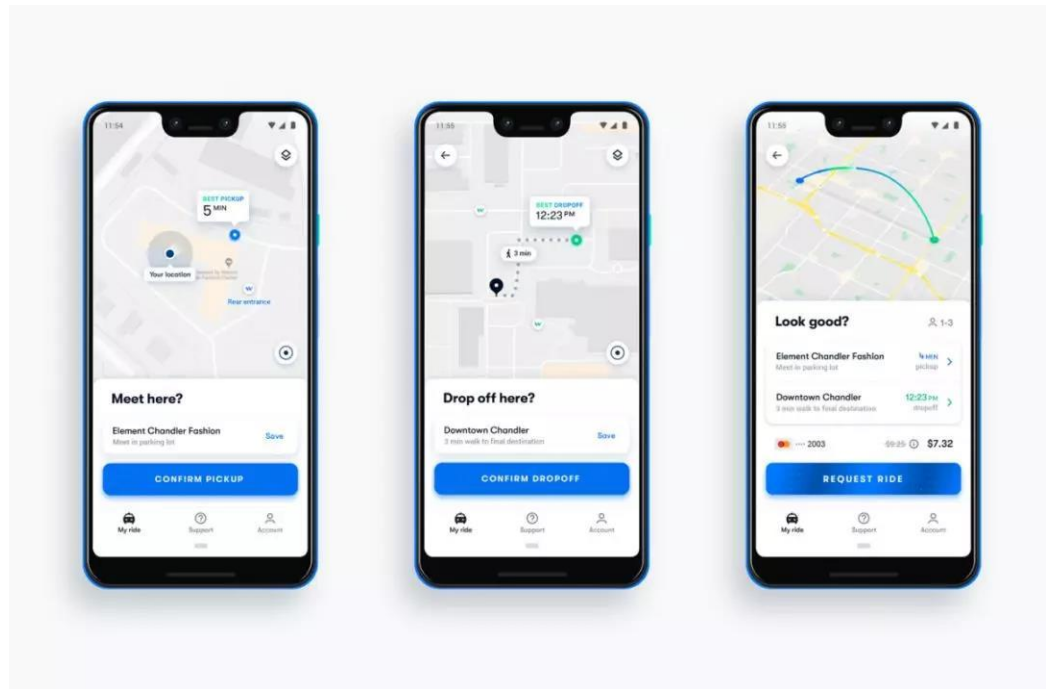 11:54
BEST PICKUP
5 MIN
Your location
Rear entrance
Meet here?
Element Chandler Fashion
Meet in parking lot
Save
CONFIRM PICKUP
My ride
Support
Account
11:55
BEST DROPOFF
12:23 PM
3 min
Drop off here?
Downtown Chandler
3 min walk to final destination
Save
CONFIRM DROPOFF
My ride
Support
Account
11:55
Look good?
1-3
Element Chandler Fashion
4 MIN
Meet in parking lot
pickup
Downtown Chandler
12:23 PM
3 min walk to final destination
dropoff
•••• 2003
$9.25
$7.32
REQUEST RIDE
My ride
Support
Account